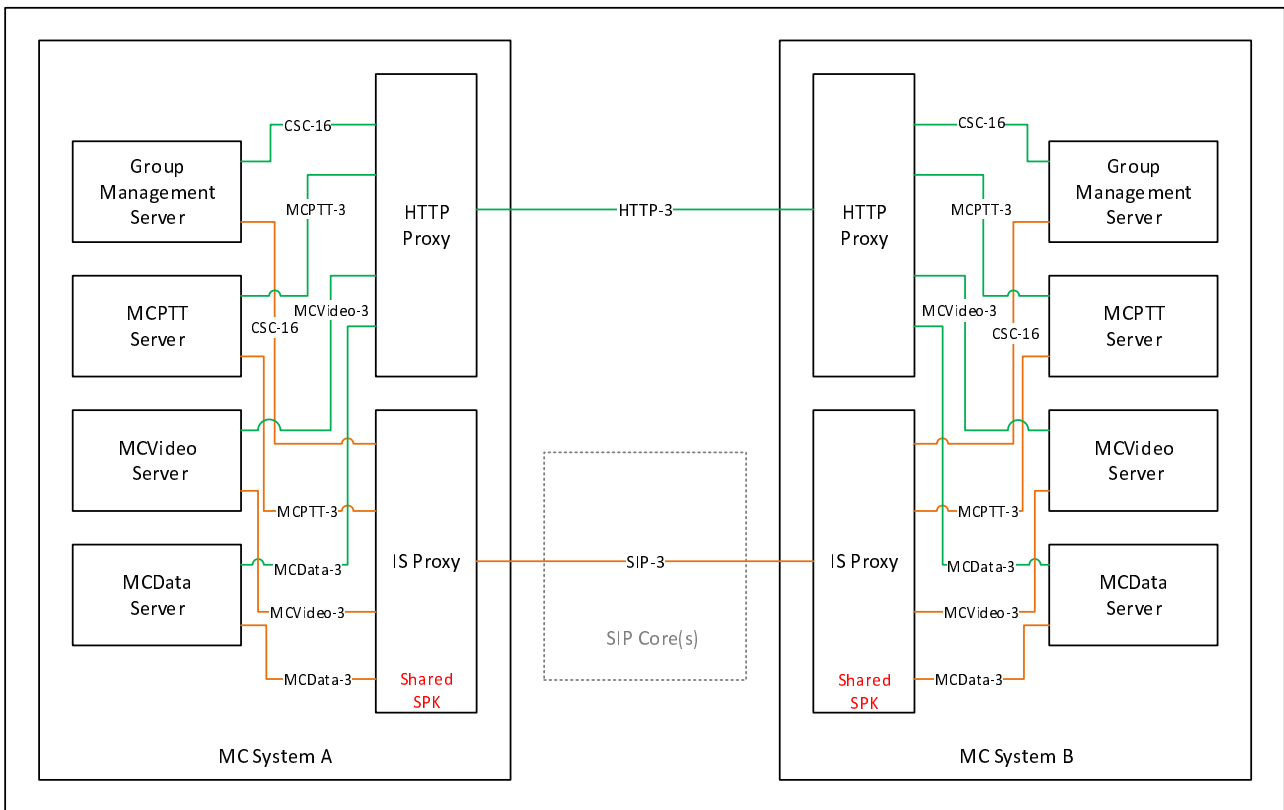 CSC-16
Group
Management
Server
MCPTT-3
HTTP
Proxy
MCPTT
Server
CSC-16
MCVideo-3
MCVideo
Server
MCPTT-3
MCData
Server
MCData-3
MCVideo-3
MCData-3
IS Proxy
Shared
SPK
MC System A
HTTP-3
SIP-3
SIP Core(s)
CSC-16
Group
Management
Server
MCPTT-3
HTTP
Proxy
MCPTT
Server
MCVideo-3
CSC-16
MCVideo
Server
MCPTT-3
IS Proxy
MCData-3
MCData
Server
MCVideo-3
MCData-3
Shared
SPK
MC System B